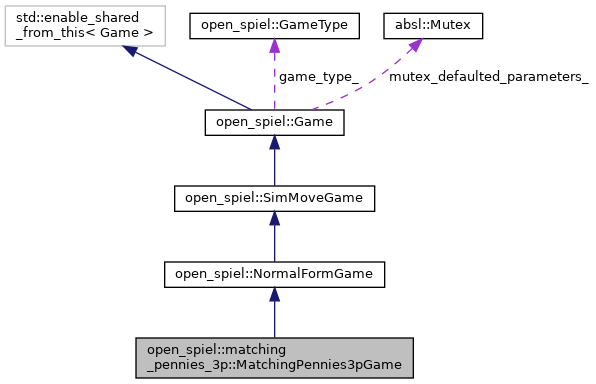 std::enable_shared
_from_this< Game >
open_spiel::GameType
absl::Mutex
game_type_
mutex_defaulted_parameters_
open_spiel::Game
open_spiel::SimMoveGame
open_spiel::NormalFormGame
open_spiel::matching
_pennies_3p::MatchingPennies3pGame